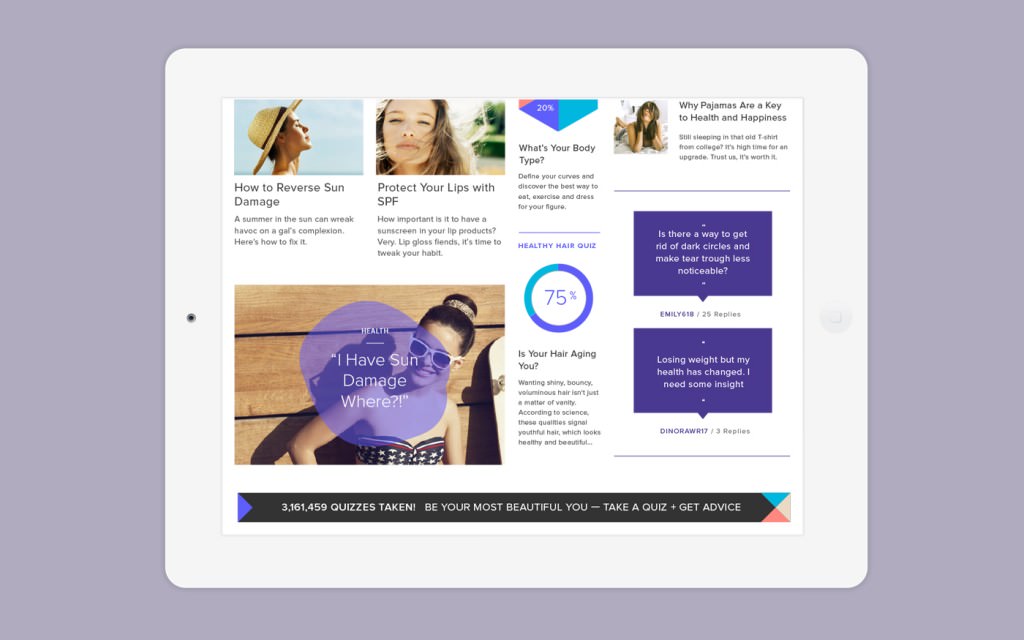 How to Reverse Sun
Damage
A summer in the sun can wreak
havoc on a gal's complexion.
Here's how to fix it.
Protect Your Lips with
SPF
How important is it to have a
sunscreen in your lip products?
Very. Lip gloss fiends, it's time to
tweak your habit.
HEALTH
“I Have Sun
Damage
Where?!”
20%
What's Your Body
Type?
Define your curves and
discover the best way to
eat, exercise and dress
for your figure.
HEALTHY HAIR QUIZ
75%
Is Your Hair Aging
You?
Wanting shiny, bouncy,
voluminous hair isn't just
a matter of vanity.
According to science,
these qualities signal
youthful hair, which looks
healthy and beautiful...
Why Pajamas Are a Key
to Health and Happiness
Still sleeping in that old T-shirt
from college? It's high time for an
upgrade. Trust us, it's worth it.
“
Is there a way to get
rid of dark circles and
make tear trough less
noticeable?
”
EMILY618 / 25 Replies
“
Losing weight but my
health has changed. I
need some insight
”
DINORAWR17 / 3 Replies
3,161,459 QUIZZES TAKEN! BE YOUR MOST BEAUTIFUL YOU — TAKE A QUIZ + GET ADVICE